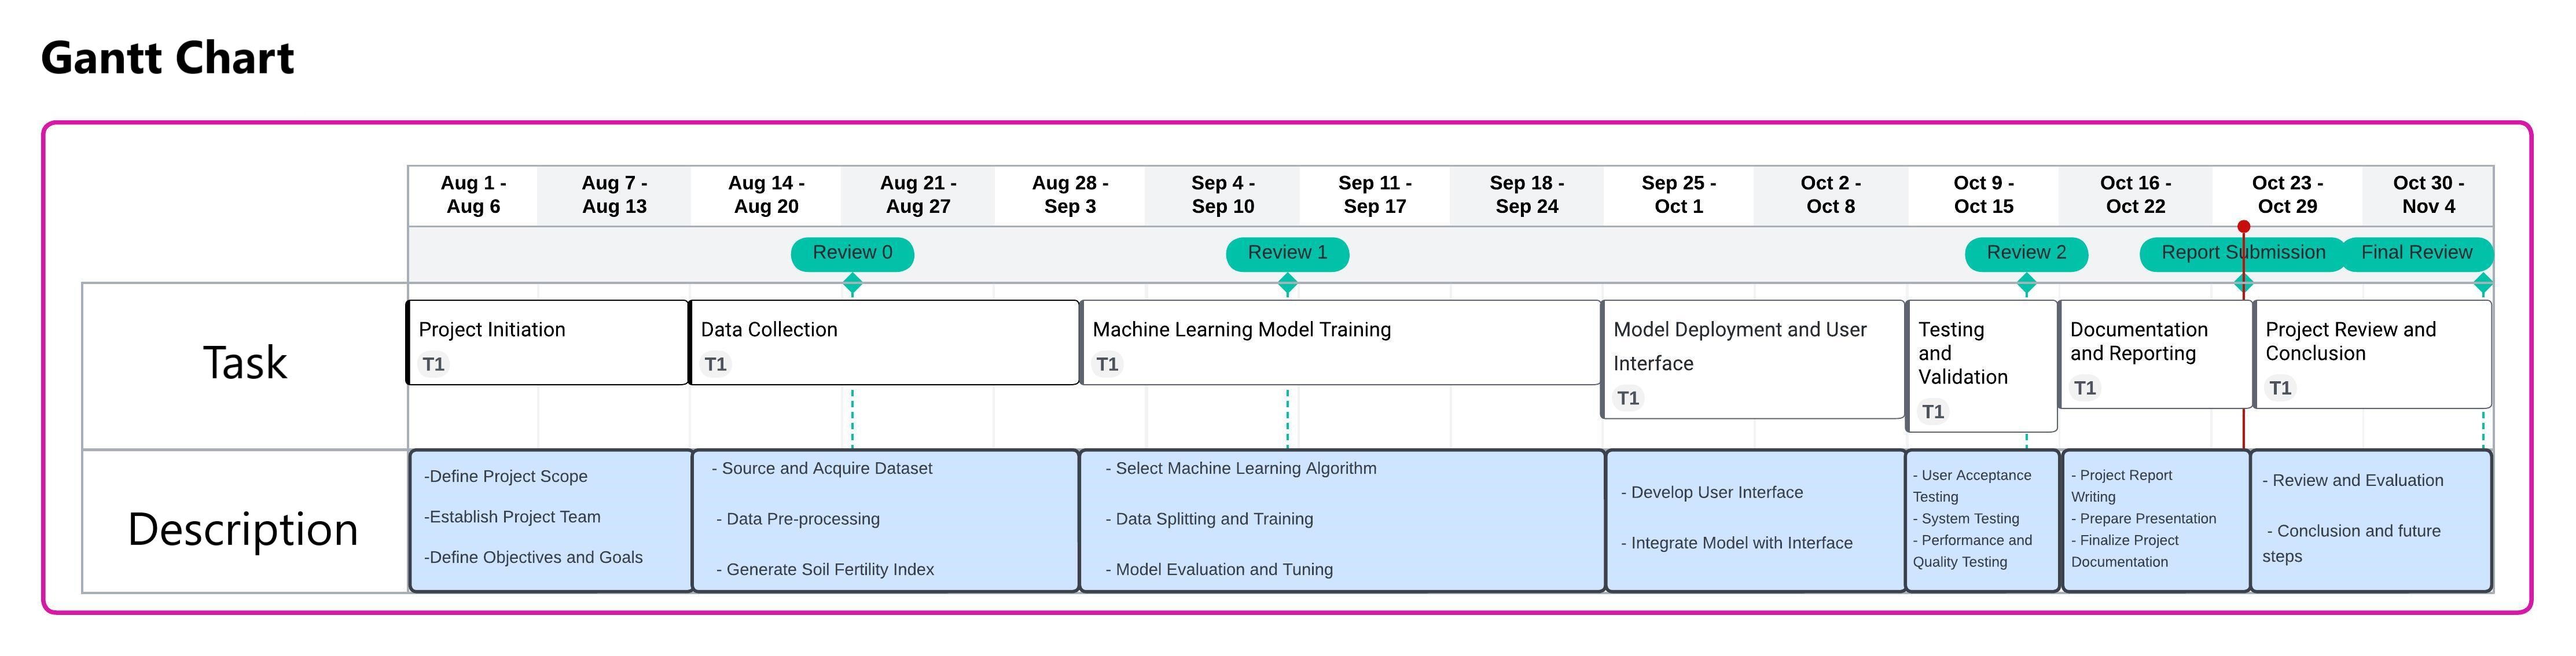 Gantt Chart
Aug 1 -
Aug 6
Aug 7 -
Aug 13
Aug 14 -
Aug 20
Aug 21 -
Aug 27
Aug 28 -
Sep 3
Sep 4 -
Sep 10
Sep 11 -
Sep 17
Sep 18 -
Sep 24
Sep 25 -
Oct 1
Oct 2 -
Oct 8
Oct 9 -
Oct 15
Oct 16 -
Oct 22
Oct 23 -
Oct 29
Oct 30 -
Nov 4
Review 0
Review 1
Review 2
Report Submission
Final Review
Task
Project Initiation
T1
Data Collection
T1
Machine Learning Model Training
T1
Model Deployment and User
Interface
T1
Testing
and
Validation
T1
Documentation
and Reporting
T1
Project Review and
Conclusion
T1
Description
-Define Project Scope
-Establish Project Team
-Define Objectives and Goals
- Source and Acquire Dataset
- Data Pre-processing
- Generate Soil Fertility Index
- Select Machine Learning Algorithm
- Data Splitting and Training
- Model Evaluation and Tuning
- Develop User Interface
- Integrate Model with Interface
- User Acceptance
Testing
- System Testing
- Performance and
Quality Testing
- Project Report
Writing
- Prepare Presentation
- Finalize Project
Documentation
- Review and Evaluation
- Conclusion and future
steps